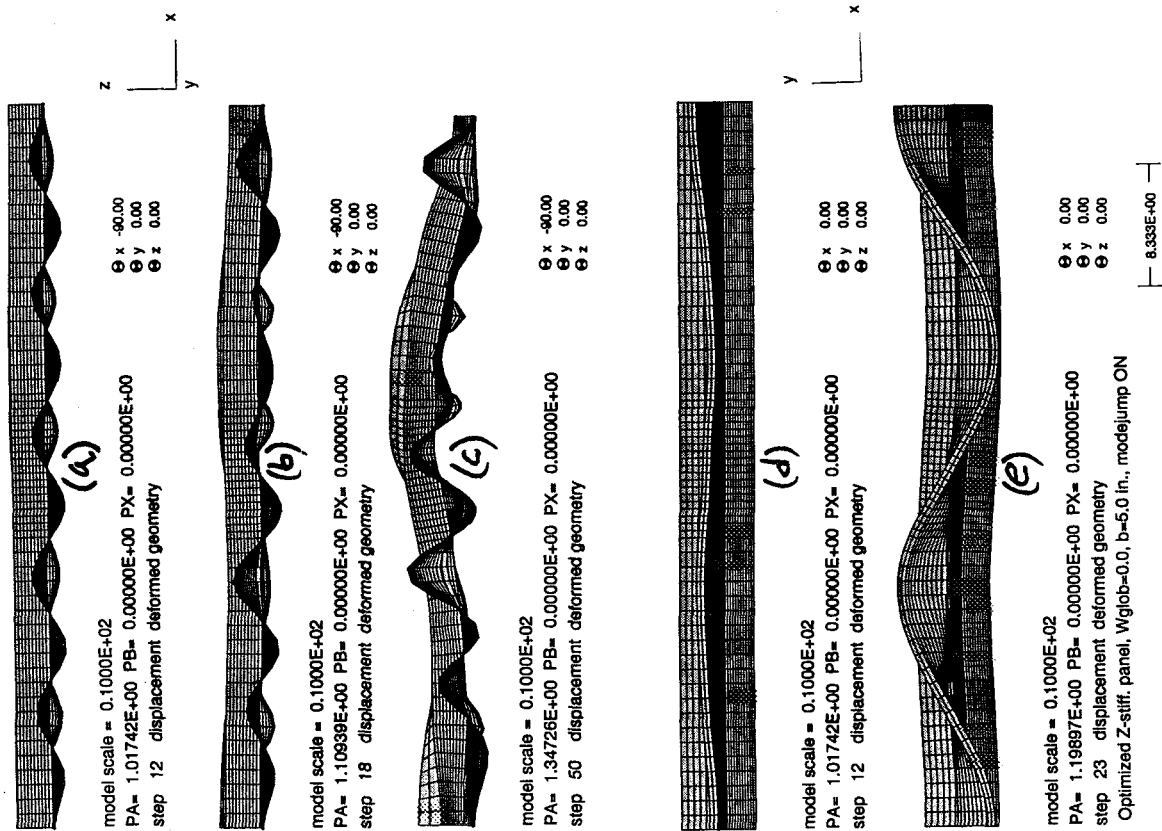 (a)
z
x
y
model scale = 0.1000E+02
PA= 1.01742E+00 PB= 0.00000E+00 PX= 0.00000E+00
step 12 displacement deformed geometry
Θ x -90.00
Θ y 0.00
Θ z 0.00
(b)
model scale = 0.1000E+02
PA= 1.10939E+00 PB= 0.00000E+00 PX= 0.00000E+00
step 18 displacement deformed geometry
Θ x -90.00
Θ y 0.00
Θ z 0.00
(c)
model scale = 0.1000E+02
PA= 1.34726E+00 PB= 0.00000E+00 PX= 0.00000E+00
step 50 displacement deformed geometry
Θ x -90.00
Θ y 0.00
Θ z 0.00
(d)
y
x
model scale = 0.1000E+02
PA= 1.01742E+00 PB= 0.00000E+00 PX= 0.00000E+00
step 12 displacement deformed geometry
Θ x 0.00
Θ y 0.00
Θ z 0.00
(e)
model scale = 0.1000E+02
PA= 1.19897E+00 PB= 0.00000E+00 PX= 0.00000E+00
step 23 displacement deformed geometry
Optimized Z-stiff. panel, Wglob=0.0, b=5.0 in., modejump ON
Θ x 0.00
Θ y 0.00
Θ z 0.00
8.333E+00